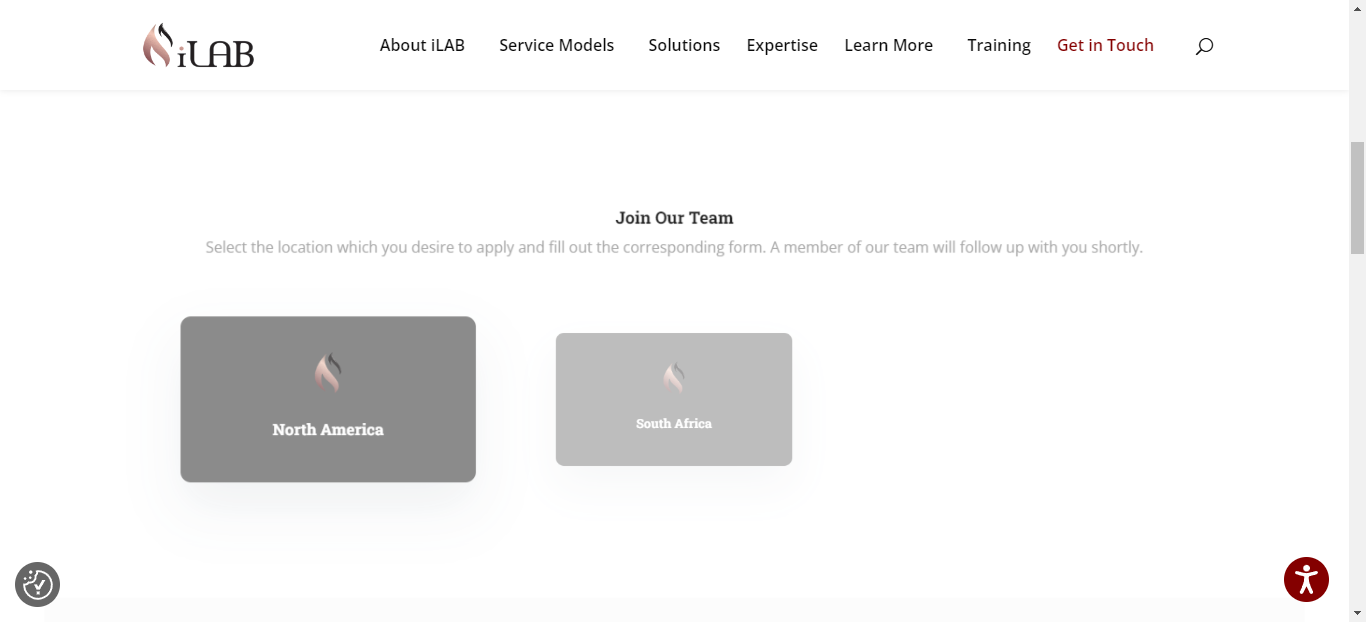 iLAB
About iLAB
Service Models
Solutions
Expertise
Learn More
Training
Get in Touch
Join Our Team
Select the location which you desire to apply and fill out the corresponding form. A member of our team will follow up with you shortly.
North America
South Africa